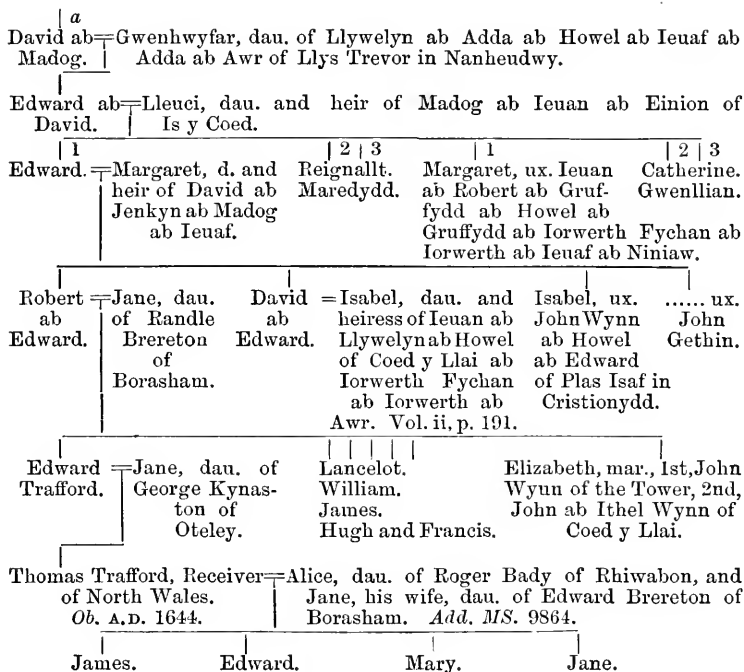 a
David ab = Gwenhwyfar, dau. of Llywelyn ab Adda ab Howel ab Ieuaf ab
Madog. Adda ab Awr of Llys Trevor in Nanheudwy.
Edward ab = Lleuci, dau. and heir of Madog ab Ieuan ab Einion of
David. Is y Coed.
1 2 3 1 2 3
Edward. = Margaret, d. and Reignallt. Margaret, ux. Ieuan Catherine.
heir of David ab Maredydd. ab Robert ab Gruf- Gwenllian.
Jenkyn ab Madog fydd ab Howel ab
ab Ieuaf. Gruffydd ab Iorwerth Fychan ab
Iorwerth ab Ieuaf ab Niniaw.
Robert = Jane, dau. David = Isabel, dau. and Isabel, ux. ...... ux.
ab of Randle ab heiress of Ieuan ab John Wynn John
Edward. Brereton Edward. Llywelyn ab Howel ab Howel Gethin.
of of Coed y Llai ab ab Edward
Borasham. Iorwerth Fychan of Plas Isaf in
ab Iorwerth ab Cristionydd.
Awr. Vol. ii, p. 191.
Edward = Jane, dau. of Lancelot. Elizabeth, mar., 1st, John
Trafford. George Kynas- William. Wynn of the Tower, 2nd,
ton of James. John ab Ithel Wynn of
Oteley. Hugh and Francis. Coed y Llai.
Thomas Trafford, Receiver = Alice, dau. of Roger Bady of Rhiwabon, and
of North Wales. Jane, his wife, dau. of Edward Brereton of
Ob. A.D. 1644. Borasham. Add. MS. 9864.
James. Edward. Mary. Jane.